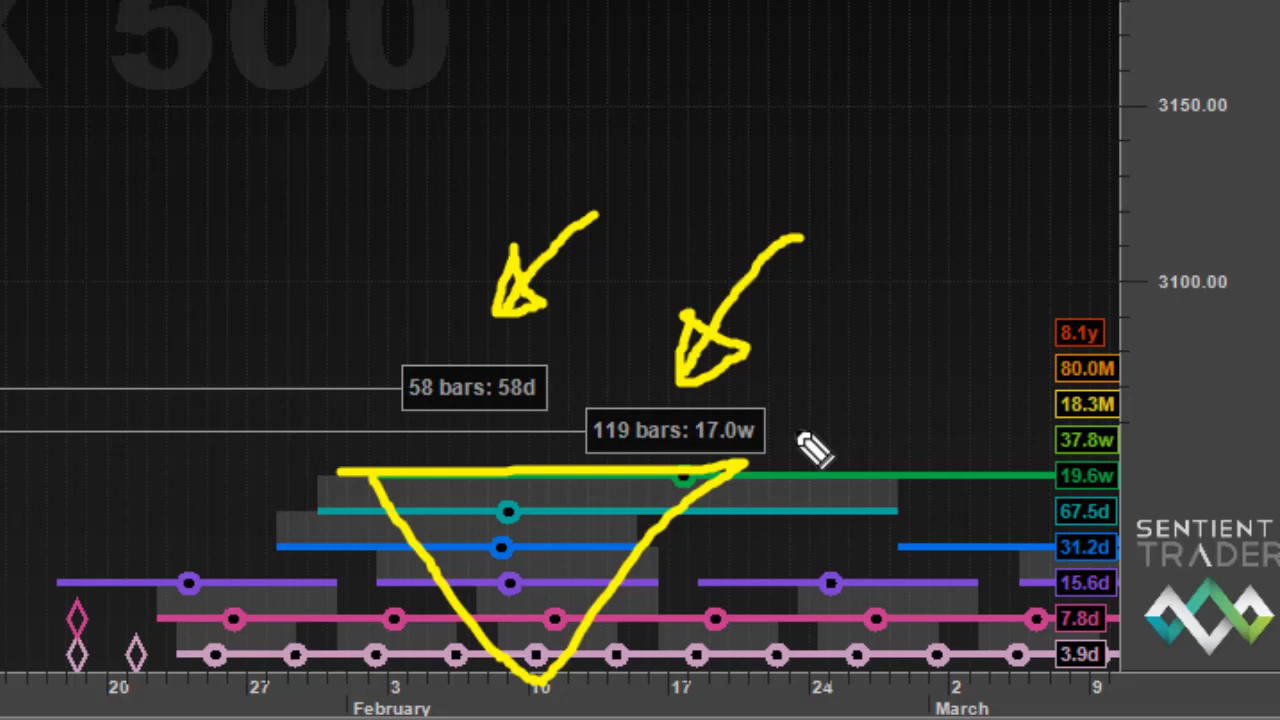 X 500
3150.00
3100.00
8.1y
80.0M
58 bars: 58d
18.3M
119 bars: 17.0w
37.8w
19.6w
67.5d
31.2d
15.6d
7.8d
3.9d
SENTIENT
TRADER
20 27 3 10 17 24 2 9
February March